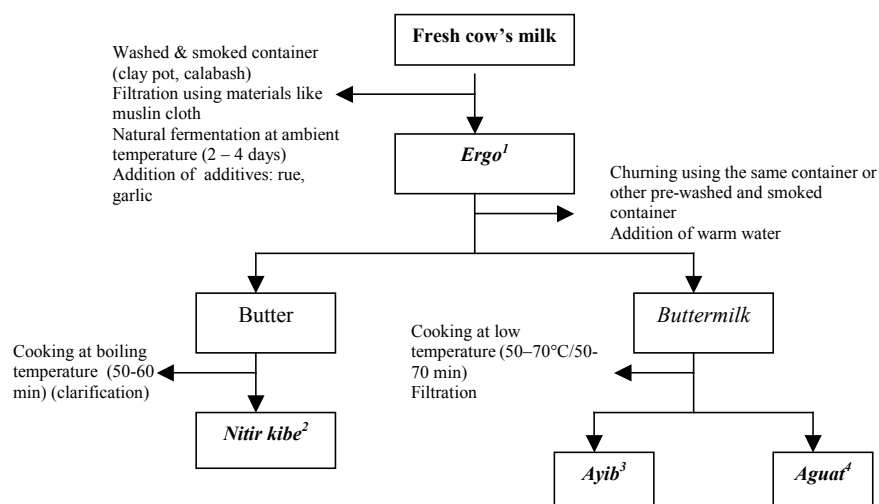 Fresh cow's milk
Washed & smoked container
(clay pot, calabash)
Filtration using materials like
muslin cloth
Natural fermentation at ambient
temperature (2 – 4 days)
Addition of additives: rue,
garlic
Ergo1
Churning using the same container or
other pre-washed and smoked
container
Addition of warm water
Butter
Buttermilk
Cooking at boiling
temperature (50-60
min) (clarification)
Cooking at low
temperature (50–70°C/50-
70 min)
Filtration
Nitir kibe2
Ayib3
Aguat4